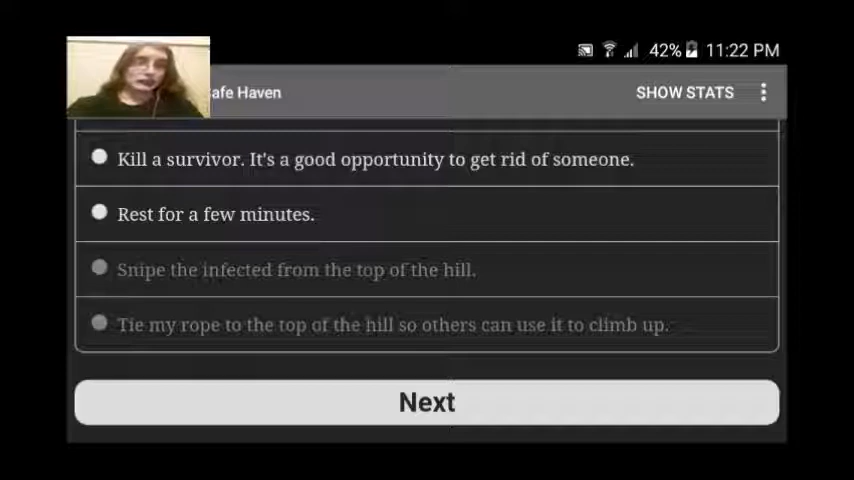 42% 11:22 PM
afe Haven SHOW STATS
Kill a survivor. It's a good opportunity to get rid of someone.
Rest for a few minutes.
Snipe the infected from the top of the hill.
Tie my rope to the top of the hill so others can use it to climb up.
Next